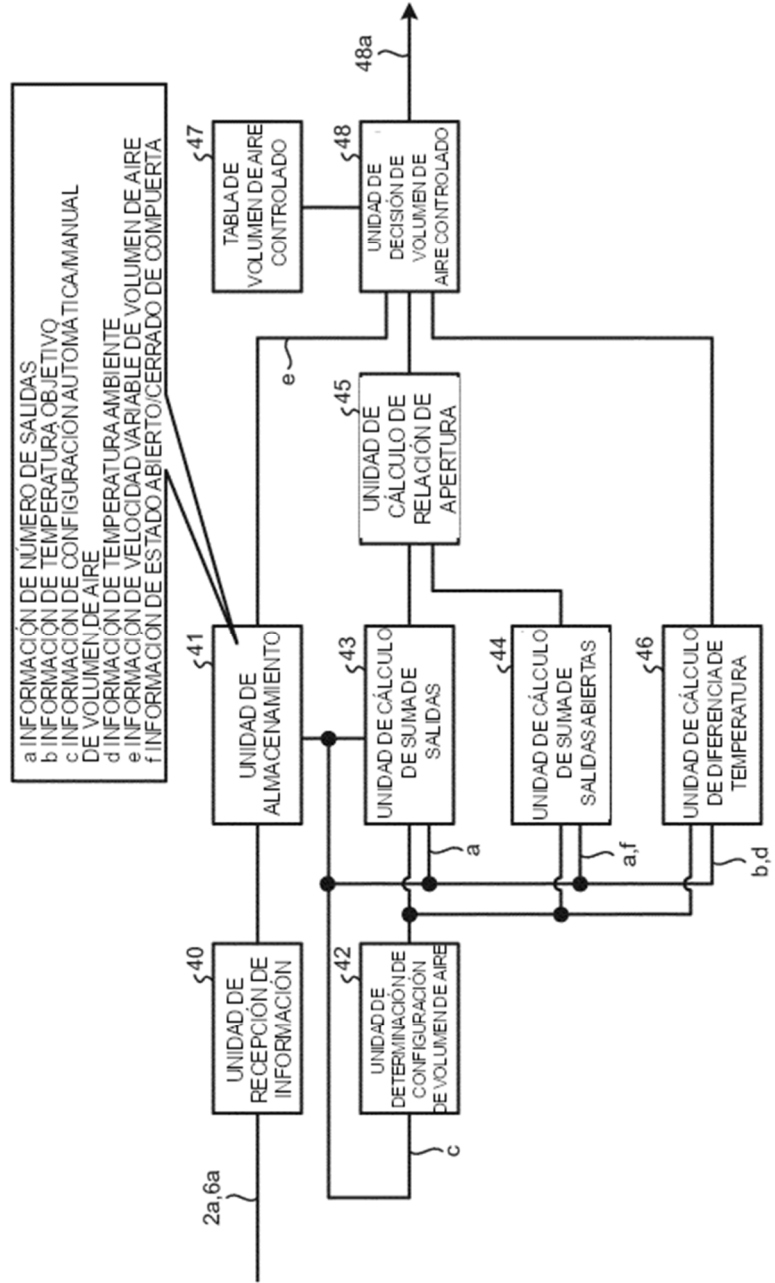 a INFORMACIÓN DE NÚMERO DE SALIDAS
b INFORMACIÓN DE TEMPERATURA OBJETIVO
c INFORMACIÓN DE CONFIGURACIÓN AUTOMÁTICA/MANUAL
DE VOLUMEN DE AIRE
d INFORMACIÓN DE TEMPERATURA AMBIENTE
e INFORMACIÓN DE VELOCIDAD VARIABLE DE VOLUMEN DE AIRE
f INFORMACIÓN DE ESTADO ABIERTO/CERRADO DE COMPUERTA
2a,6a
40
UNIDAD DE
RECEPCIÓN DE
INFORMACIÓN
41
UNIDAD DE
ALMACENAMIENTO
47
TABLA DE
VOLUMEN DE AIRE
CONTROLADO
c
42
UNIDAD DE
DETERMINACIÓN DE
CONFIGURACIÓN
DE VOLUMEN DE AIRE
a
43
UNIDAD DE CÁLCULO
DE SUMA DE
SALIDAS
45
UNIDAD DE
CÁLCULO DE
RELACIÓN DE
APERTURA
e
48
UNIDAD DE
DECISIÓN DE
VOLUMEN DE
AIRE CONTROLADO
48a
a,f
44
UNIDAD DE CÁLCULO
DE SUMA DE
SALIDAS ABIERTAS
b,d
46
UNIDAD DE CÁLCULO
DE DIFERENCIA DE
TEMPERATURA